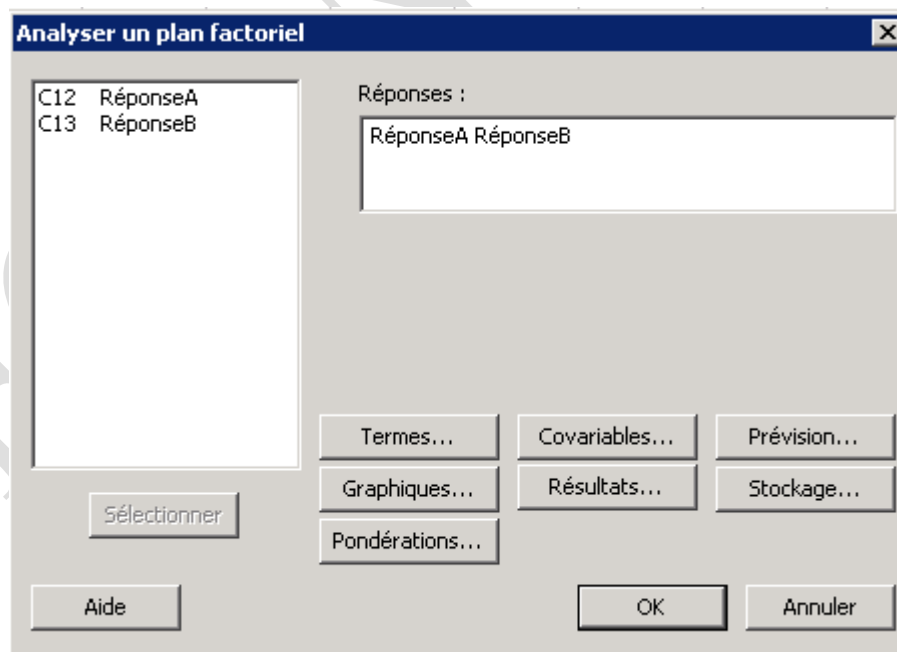 Analyser un plan factoriel
C12 RéponseA
C13 RéponseB
Réponses :
RéponseA RéponseB
Termes...
Covariables...
Prévision...
Graphiques...
Résultats...
Stockage...
Sélectionner
Pondérations...
Aide
OK
Annuler